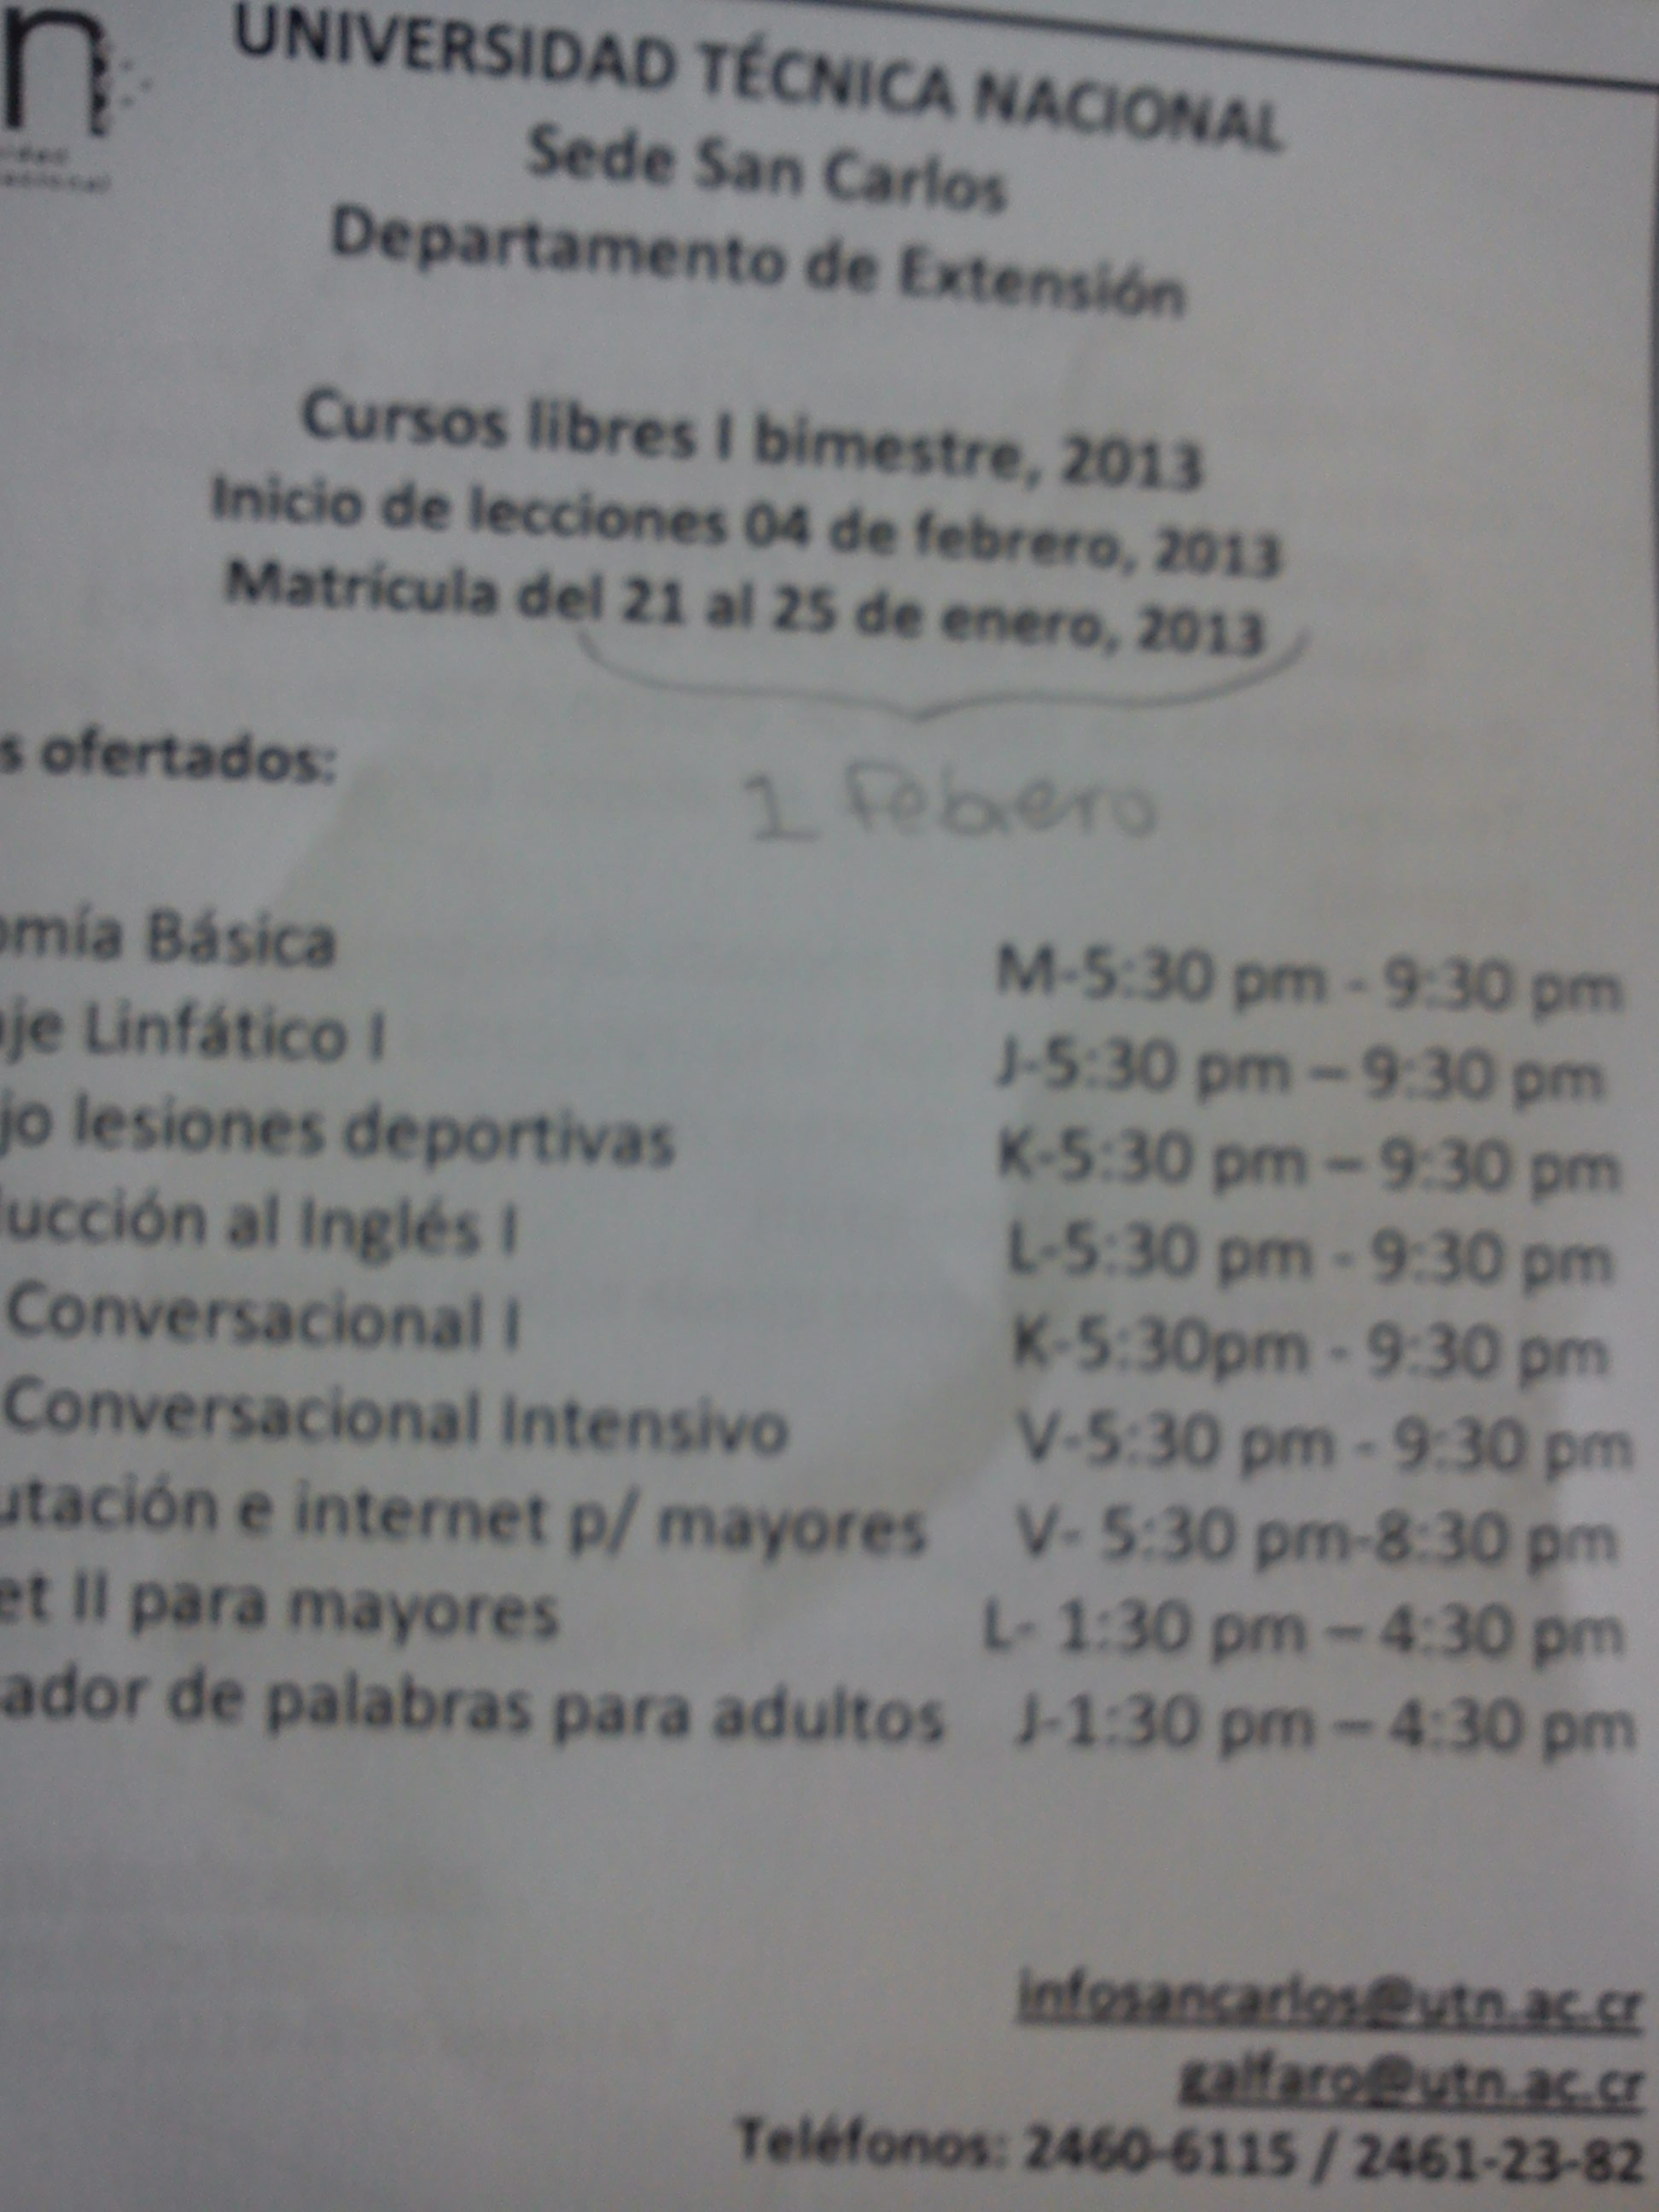 n
UNIVERSIDAD TÉCNICA NACIONAL
Sede San Carlos
Departamento de Extensión
Cursos libres I bimestre, 2013
Inicio de lecciones 04 de febrero, 2013
Matrícula del 21 al 25 de enero, 2013
1 Febrero
s ofertados:
omía Básica M-5:30 pm - 9:30 pm
je Linfático I J-5:30 pm – 9:30 pm
jo lesiones deportivas K-5:30 pm – 9:30 pm
ucción al Inglés I L-5:30 pm - 9:30 pm
Conversacional I K-5:30pm - 9:30 pm
Conversacional Intensivo V-5:30 pm - 9:30 pm
utación e internet p/ mayores V- 5:30 pm-8:30 pm
et II para mayores L- 1:30 pm – 4:30 pm
ador de palabras para adultos J-1:30 pm – 4:30 pm
infosancarlos@utn.ac.cr
galfaro@utn.ac.cr
Teléfonos: 2460-6115 / 2461-23-82